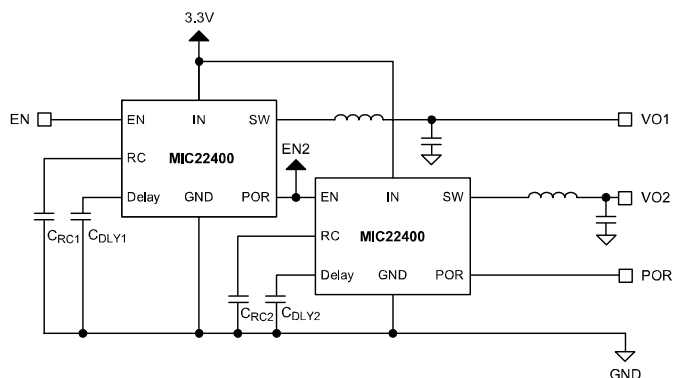 3.3V
EN
EN IN SW
VO1
RC MIC22400
EN2
Delay GND POR
EN IN SW
VO2
CRC1 CDLY1
RC MIC22400
Delay GND POR
POR
CRC2 CDLY2
GND